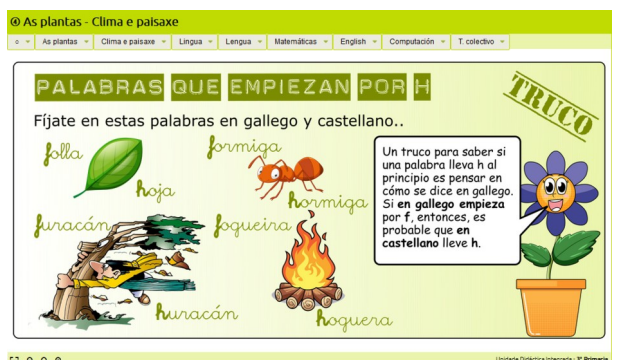 As plantas - Clima e paisaxe
As plantas
Clima e paisaxe
Lingua
Lengua
Matemáticas
English
Computación
T. colectivo
PALABRAS QUE EMPIEZAN POR H
TRUCO
Fíjate en estas palabras en gallego y castellano..
folla
hoja
formiga
hormiga
furacán
huracán
fogueira
hoguera
Un truco para saber si
una palabra lleva h al
principio es pensar en
cómo se dice en gallego.
Si en gallego empieza
por f, entonces, es
probable que en
castellano lleve h.
Unidade Didáctica Integrada - 3º Primaria